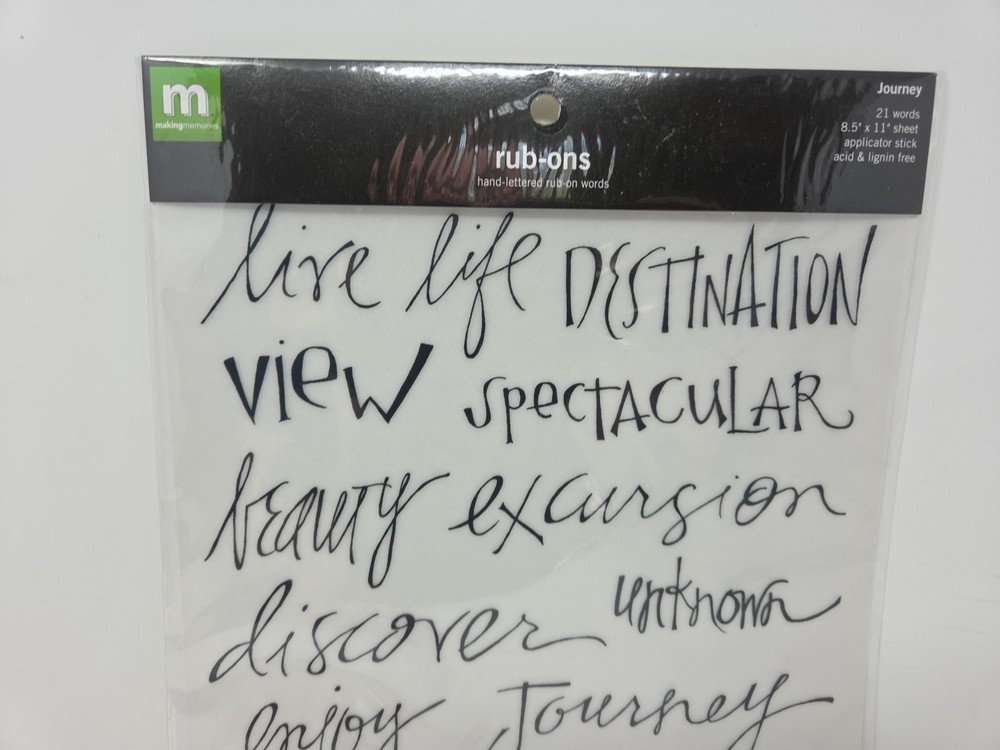 m
makingmemories
Journey
21 words
8.5" x 11" sheet
applicator stick
acid & lignin free
rub-ons
hand-lettered rub-on words
live life DESTINATION
view spectACULAR
beauty excursion
discover unknown
enjoy Journey